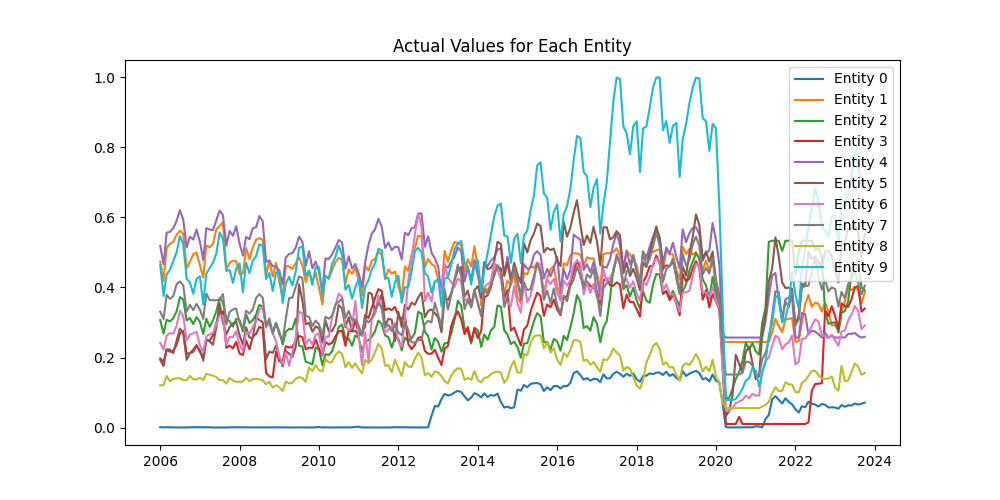 Actual Values for Each Entity
1.0
0.8
0.6
0.4
0.2
0.0
2006 2008 2010 2012 2014 2016 2018 2020 2022 2024
Entity 0
Entity 1
Entity 2
Entity 3
Entity 4
Entity 5
Entity 6
Entity 7
Entity 8
Entity 9